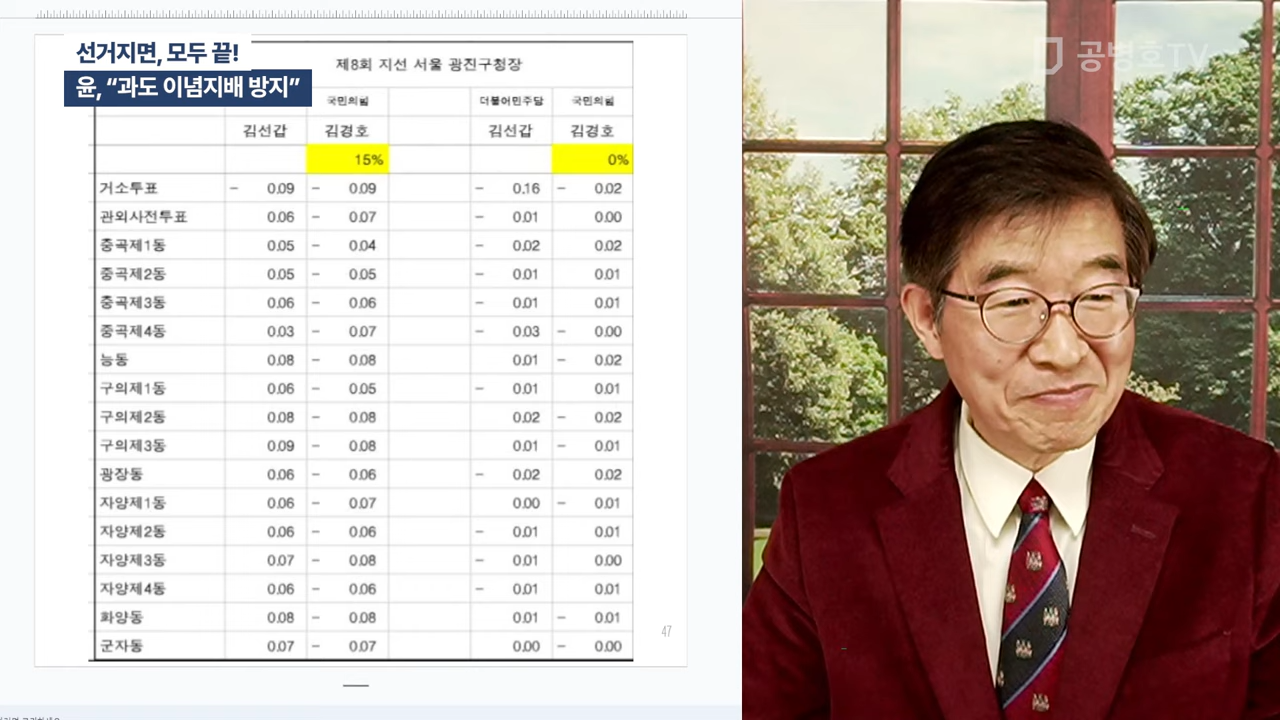 선거지면, 모두 끝!
윤, “과도 이념지배 방지”
공병호TV
제8회 지선 서울 광진구청장
국민의힘 더불어민주당 국민의힘
김선갑 김경호 김선갑 김경호
15% 0%
거소투표 - 0.09 - 0.09 - 0.16 - 0.02
관외사전투표 0.06 - 0.07 - 0.01 0.00
중곡제1동 0.05 - 0.04 - 0.02 0.02
중곡제2동 0.05 - 0.05 - 0.01 0.01
중곡제3동 0.06 - 0.06 - 0.01 0.01
중곡제4동 0.03 - 0.07 - 0.03 - 0.00
능동 0.08 - 0.08 0.01 - 0.02
구의제1동 0.06 - 0.05 - 0.01 0.01
구의제2동 0.08 - 0.08 0.02 - 0.02
구의제3동 0.09 - 0.08 0.01 - 0.01
광장동 0.06 - 0.06 - 0.02 0.02
자양제1동 0.06 - 0.07 0.00 - 0.01
자양제2동 0.06 - 0.06 - 0.01 0.01
자양제3동 0.07 - 0.08 - 0.01 0.00
자양제4동 0.06 - 0.06 - 0.01 0.01
화양동 0.08 - 0.08 0.01 - 0.01
군자동 0.07 - 0.07 0.00 - 0.00
47